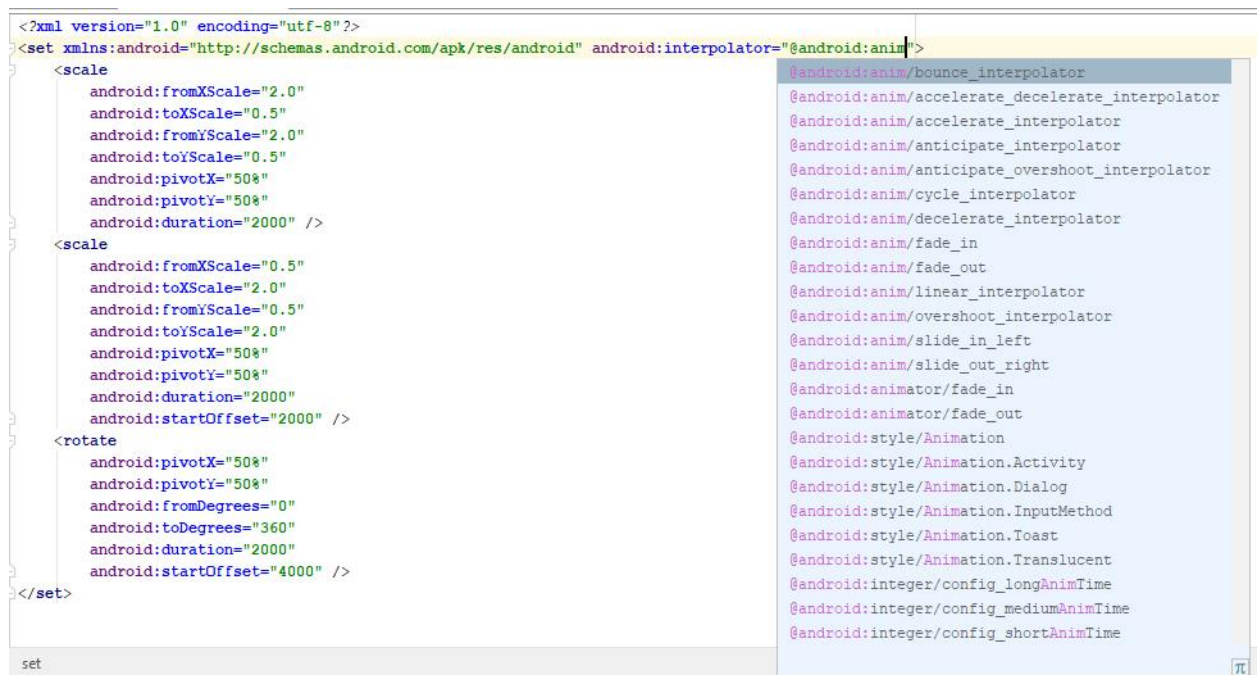 <?xml version="1.0" encoding="utf-8"?>
<set xmlns:android="http://schemas.android.com/apk/res/android" android:interpolator="@android:anim">
<scale
android:fromXScale="2.0"
android:toXScale="0.5"
android:fromYScale="2.0"
android:toYScale="0.5"
android:pivotX="50%"
android:pivotY="50%"
android:duration="2000" />
<scale
android:fromXScale="0.5"
android:toXScale="2.0"
android:fromYScale="0.5"
android:toYScale="2.0"
android:pivotX="50%"
android:pivotY="50%"
android:duration="2000"
android:startOffset="2000" />
<rotate
android:pivotX="50%"
android:pivotY="50%"
android:fromDegrees="0"
android:toDegrees="360"
android:duration="2000"
android:startOffset="4000" />
</set>
@android:anim/bounce_interpolator
@android:anim/accelerate_decelerate_interpolator
@android:anim/accelerate_interpolator
@android:anim/anticipate_interpolator
@android:anim/anticipate_overshoot_interpolator
@android:anim/cycle_interpolator
@android:anim/decelerate_interpolator
@android:anim/fade_in
@android:anim/fade_out
@android:anim/linear_interpolator
@android:anim/overshoot_interpolator
@android:anim/slide_in_left
@android:anim/slide_out_right
@android:animator/fade_in
@android:animator/fade_out
@android:style/Animation
@android:style/Animation.Activity
@android:style/Animation.Dialog
@android:style/Animation.InputMethod
@android:style/Animation.Toast
@android:style/Animation.Translucent
@android:integer/config_longAnimTime
@android:integer/config_mediumAnimTime
@android:integer/config_shortAnimTime
set
π